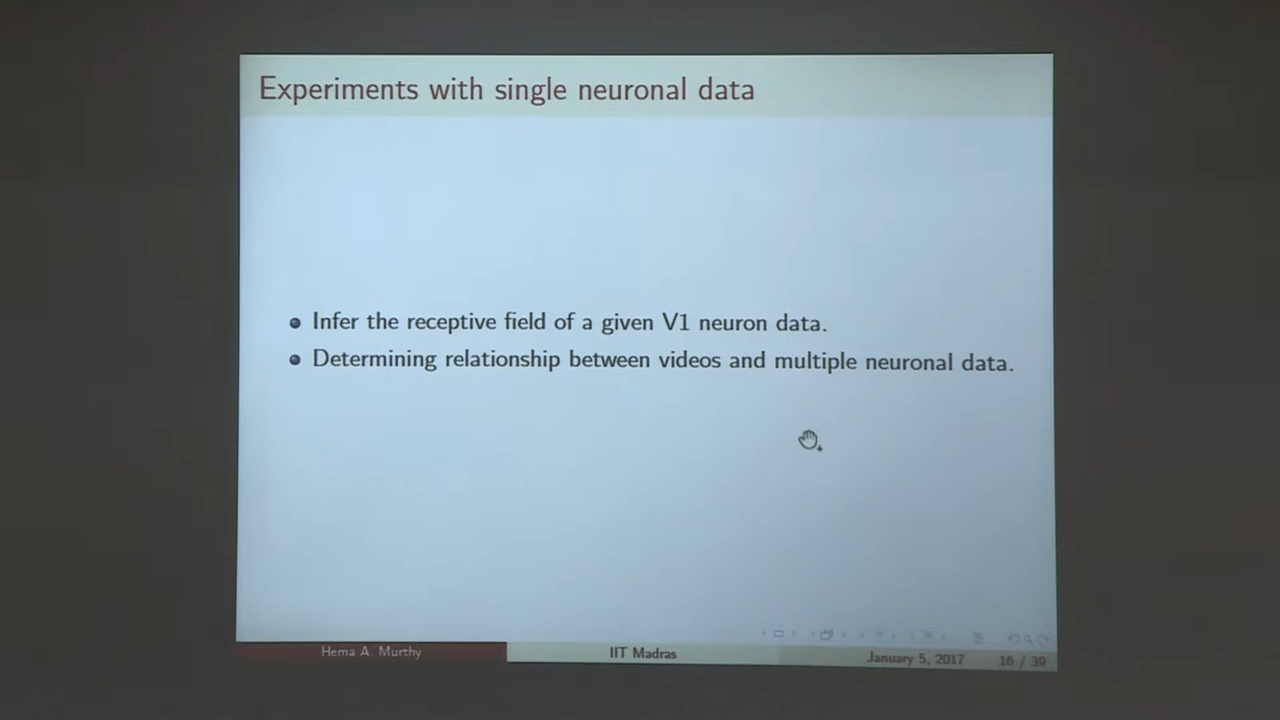 Experiments with single neuronal data
Infer the receptive field of a given V1 neuron data.
Determining relationship between videos and multiple neuronal data.
Hema A. Murthy
IIT Madras
January 5, 2017
16 / 39